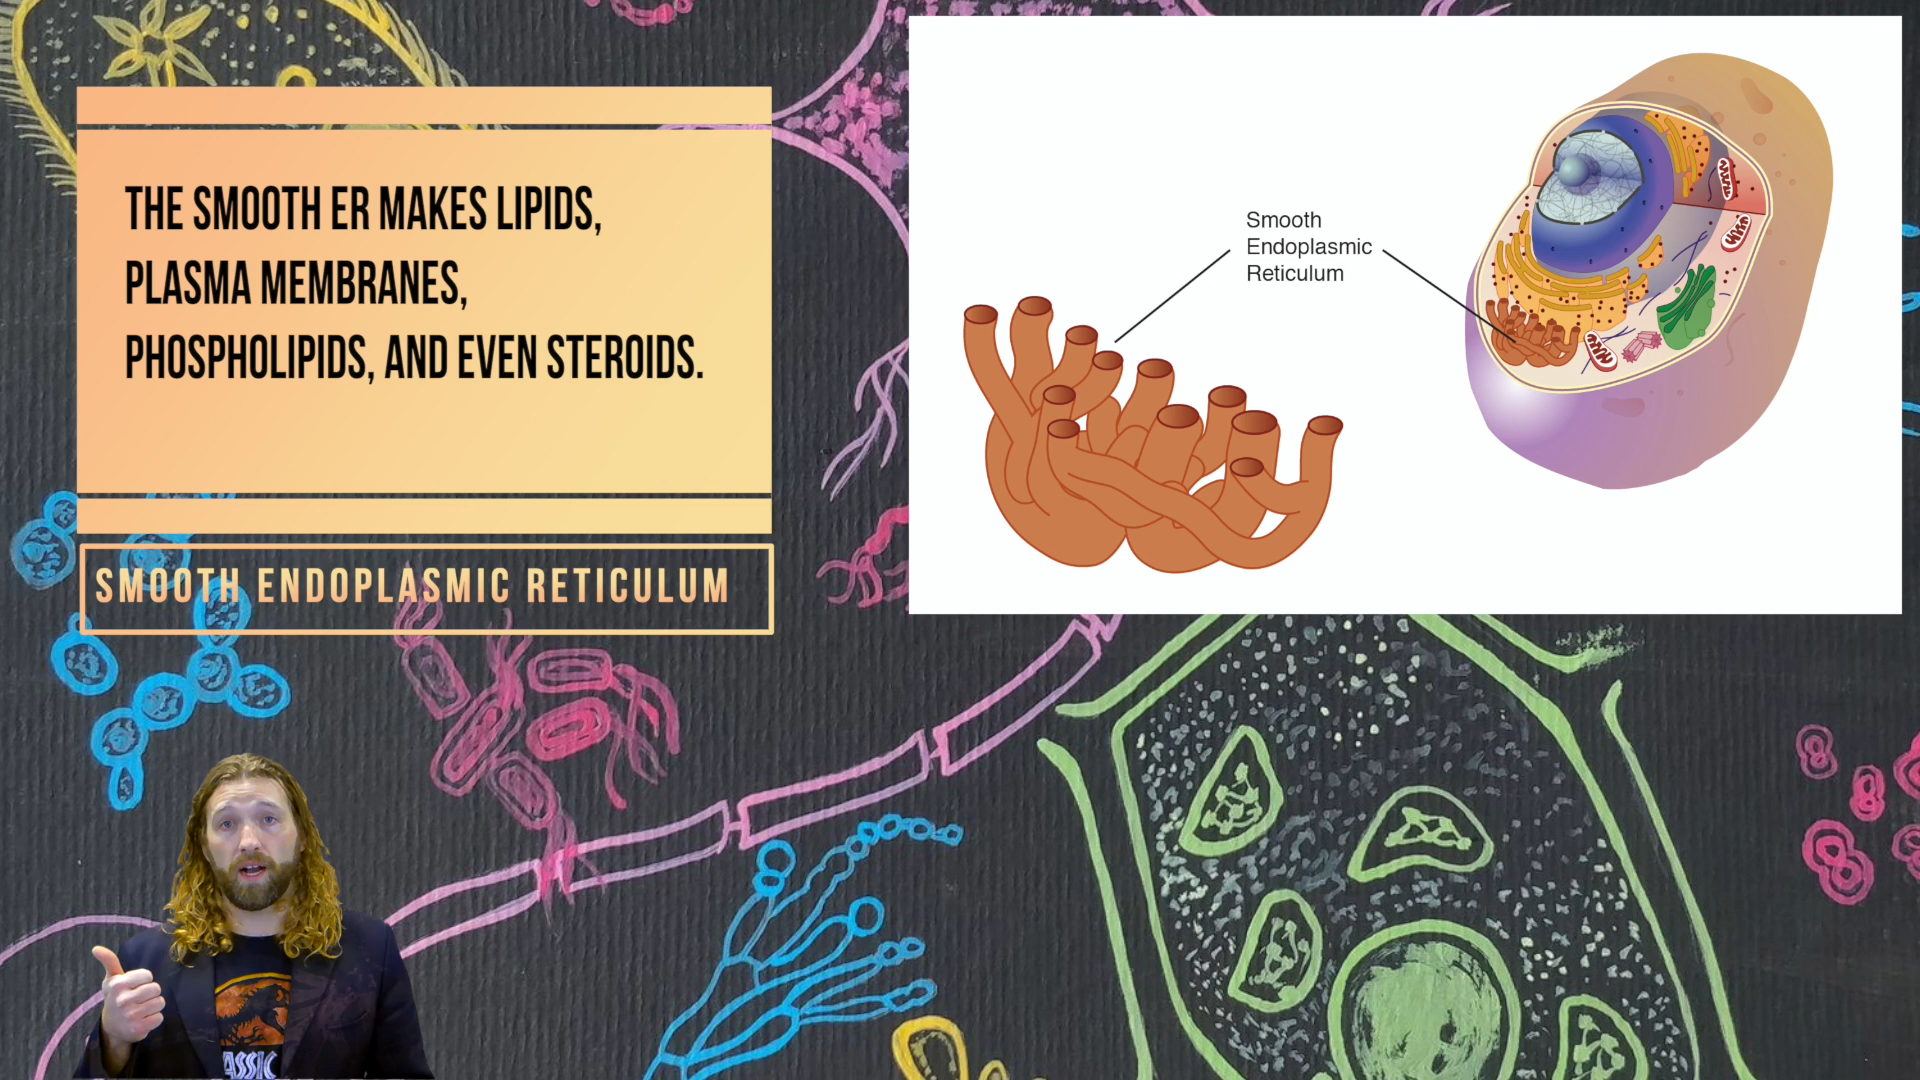 THE SMOOTH ER MAKES LIPIDS,
PLASMA MEMBRANES,
PHOSPHOLIPIDS, AND EVEN STEROIDS.
SMOOTH ENDOPLASMIC RETICULUM
Smooth
Endoplasmic
Reticulum